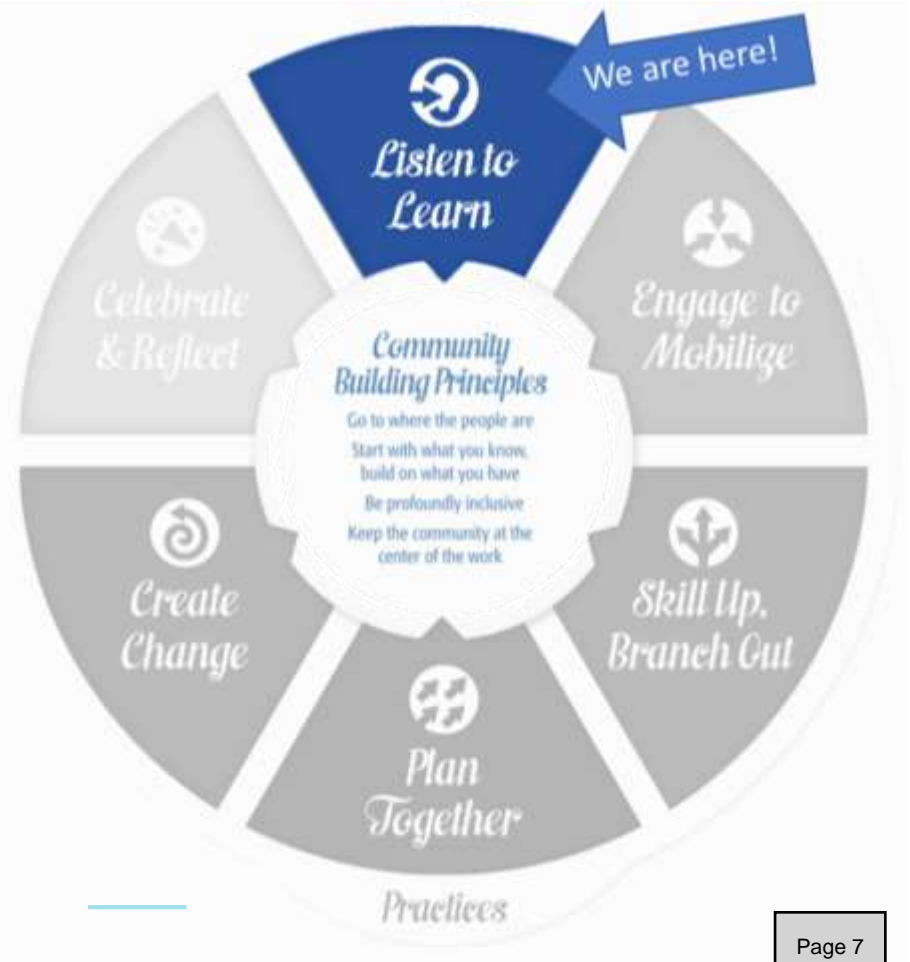 We are here!
Listen to
Learn
Celebrate
& Reflect
Engage to
Mobilize
Community
Building Principles
Go to where the people are
Start with what you know,
build on what you have
Be profoundly inclusive
Keep the community at the
center of the work
Create
Change
Skill Up,
Branch Out
Plan
Together
Practices
Page 7